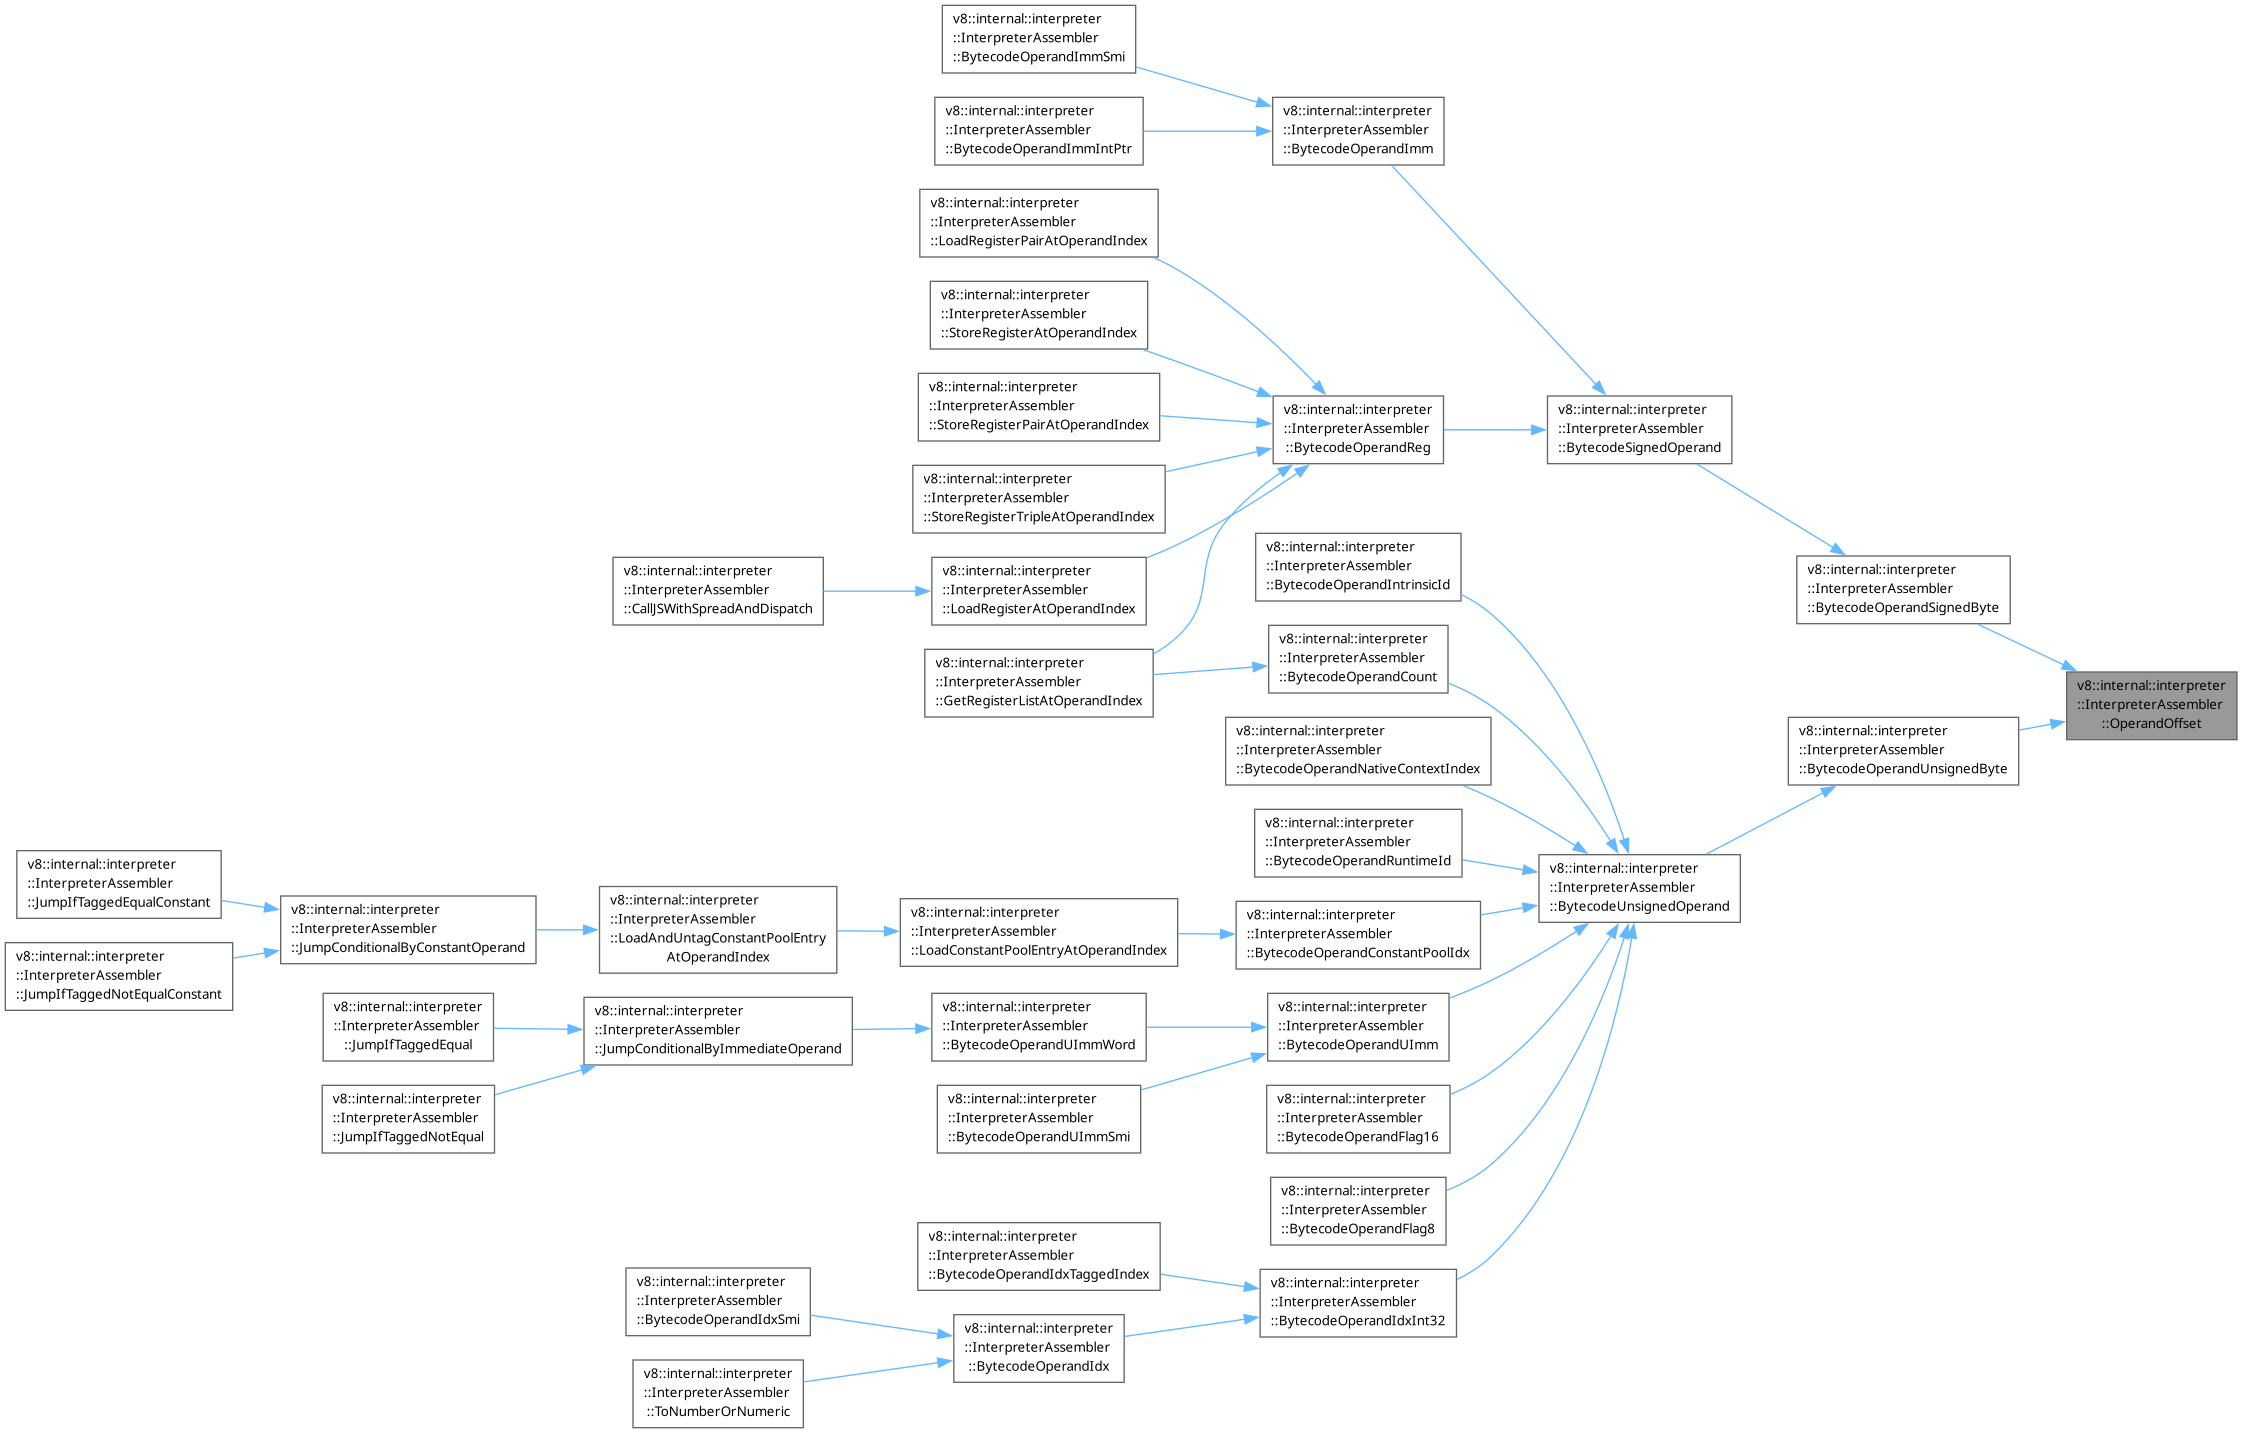 v8::internal::interpreter
::InterpreterAssembler
::BytecodeOperandImmSmi
v8::internal::interpreter
::InterpreterAssembler
::BytecodeOperandImmIntPtr
v8::internal::interpreter
::InterpreterAssembler
::BytecodeOperandImm
v8::internal::interpreter
::InterpreterAssembler
::LoadRegisterPairAtOperandIndex
v8::internal::interpreter
::InterpreterAssembler
::StoreRegisterAtOperandIndex
v8::internal::interpreter
::InterpreterAssembler
::StoreRegisterPairAtOperandIndex
v8::internal::interpreter
::InterpreterAssembler
::BytecodeOperandReg
v8::internal::interpreter
::InterpreterAssembler
::BytecodeSignedOperand
v8::internal::interpreter
::InterpreterAssembler
::StoreRegisterTripleAtOperandIndex
v8::internal::interpreter
::InterpreterAssembler
::BytecodeOperandIntrinsicId
v8::internal::interpreter
::InterpreterAssembler
::CallJSWithSpreadAndDispatch
v8::internal::interpreter
::InterpreterAssembler
::LoadRegisterAtOperandIndex
v8::internal::interpreter
::InterpreterAssembler
::BytecodeOperandSignedByte
v8::internal::interpreter
::InterpreterAssembler
::BytecodeOperandCount
v8::internal::interpreter
::InterpreterAssembler
::GetRegisterListAtOperandIndex
v8::internal::interpreter
::InterpreterAssembler
::OperandOffset
v8::internal::interpreter
::InterpreterAssembler
::BytecodeOperandNativeContextIndex
v8::internal::interpreter
::InterpreterAssembler
::BytecodeOperandUnsignedByte
v8::internal::interpreter
::InterpreterAssembler
::BytecodeOperandRuntimeId
v8::internal::interpreter
::InterpreterAssembler
::JumpIfTaggedEqualConstant
v8::internal::interpreter
::InterpreterAssembler
::BytecodeUnsignedOperand
v8::internal::interpreter
::InterpreterAssembler
::JumpConditionalByConstantOperand
v8::internal::interpreter
::InterpreterAssembler
::LoadAndUntagConstantPoolEntry
AtOperandIndex
v8::internal::interpreter
::InterpreterAssembler
::LoadConstantPoolEntryAtOperandIndex
v8::internal::interpreter
::InterpreterAssembler
::BytecodeOperandConstantPoolIdx
v8::internal::interpreter
::InterpreterAssembler
::JumpIfTaggedNotEqualConstant
v8::internal::interpreter
::InterpreterAssembler
::JumpIfTaggedEqual
v8::internal::interpreter
::InterpreterAssembler
::JumpConditionalByImmediateOperand
v8::internal::interpreter
::InterpreterAssembler
::BytecodeOperandUImmWord
v8::internal::interpreter
::InterpreterAssembler
::BytecodeOperandUImm
v8::internal::interpreter
::InterpreterAssembler
::JumpIfTaggedNotEqual
v8::internal::interpreter
::InterpreterAssembler
::BytecodeOperandUImmSmi
v8::internal::interpreter
::InterpreterAssembler
::BytecodeOperandFlag16
v8::internal::interpreter
::InterpreterAssembler
::BytecodeOperandFlag8
v8::internal::interpreter
::InterpreterAssembler
::BytecodeOperandIdxTaggedIndex
v8::internal::interpreter
::InterpreterAssembler
::BytecodeOperandIdxSmi
v8::internal::interpreter
::InterpreterAssembler
::BytecodeOperandIdxInt32
v8::internal::interpreter
::InterpreterAssembler
::BytecodeOperandIdx
v8::internal::interpreter
::InterpreterAssembler
::ToNumberOrNumeric